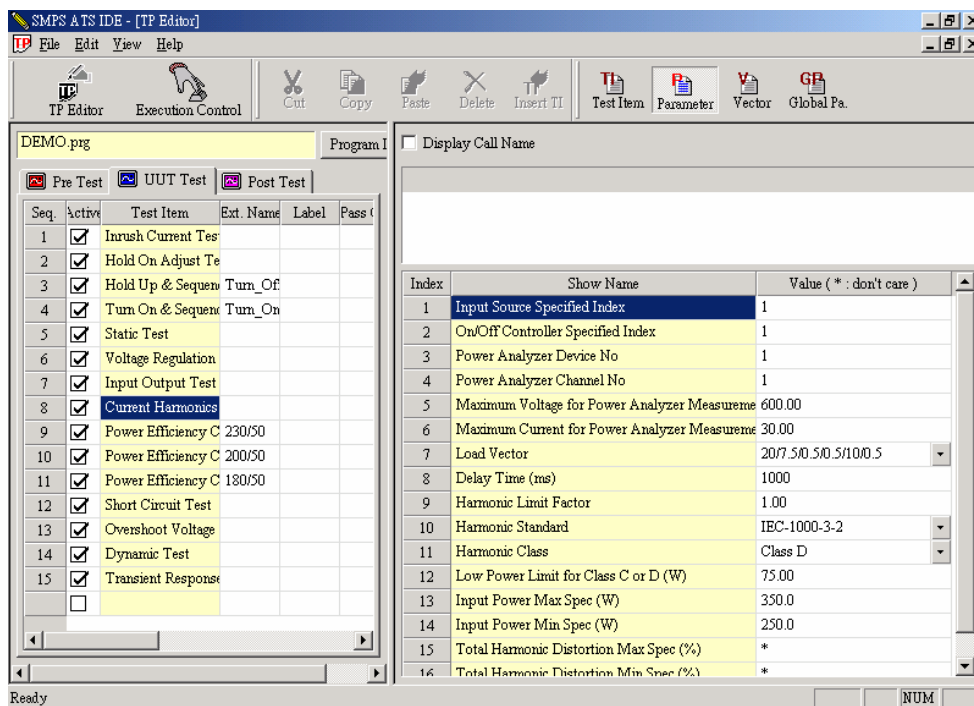 SMPS ATS IDE - [TP Editor]
TP File Edit View Help
TP Editor Execution Control Cut Copy Paste Delete Insert TI Test Item Parameter Vector Global Pa.
DEMO.prg Program I
Display Call Name
Pre Test UUT Test Post Test
Seq. Active Test Item Ext. Name Label Pass
1 Inrush Current Tes
2 Hold On Adjust Te
3 Hold Up & Sequen Turn_Of
4 Turn On & Sequen Turn_On
5 Static Test
6 Voltage Regulation
7 Input Output Test
8 Current Harmonics
9 Power Efficiency C 230/50
10 Power Efficiency C 200/50
11 Power Efficiency C 180/50
12 Short Circuit Test
13 Overshoot Voltage
14 Dynamic Test
15 Transient Response
Index Show Name Value ( * : don't care )
1 Input Source Specified Index 1
2 On/Off Controller Specified Index 1
3 Power Analyzer Device No 1
4 Power Analyzer Channel No 1
5 Maximum Voltage for Power Analyzer Measureme 600.00
6 Maximum Current for Power Analyzer Measureme 30.00
7 Load Vector 20/7.5/0.5/0.5/10/0.5
8 Delay Time (ms) 1000
9 Harmonic Limit Factor 1.00
10 Harmonic Standard IEC-1000-3-2
11 Harmonic Class Class D
12 Low Power Limit for Class C or D (W) 75.00
13 Input Power Max Spec (W) 350.0
14 Input Power Min Spec (W) 250.0
15 Total Harmonic Distortion Max Spec (%) *
16 Total Harmonic Distortion Min Spec (%) *
Ready NUM